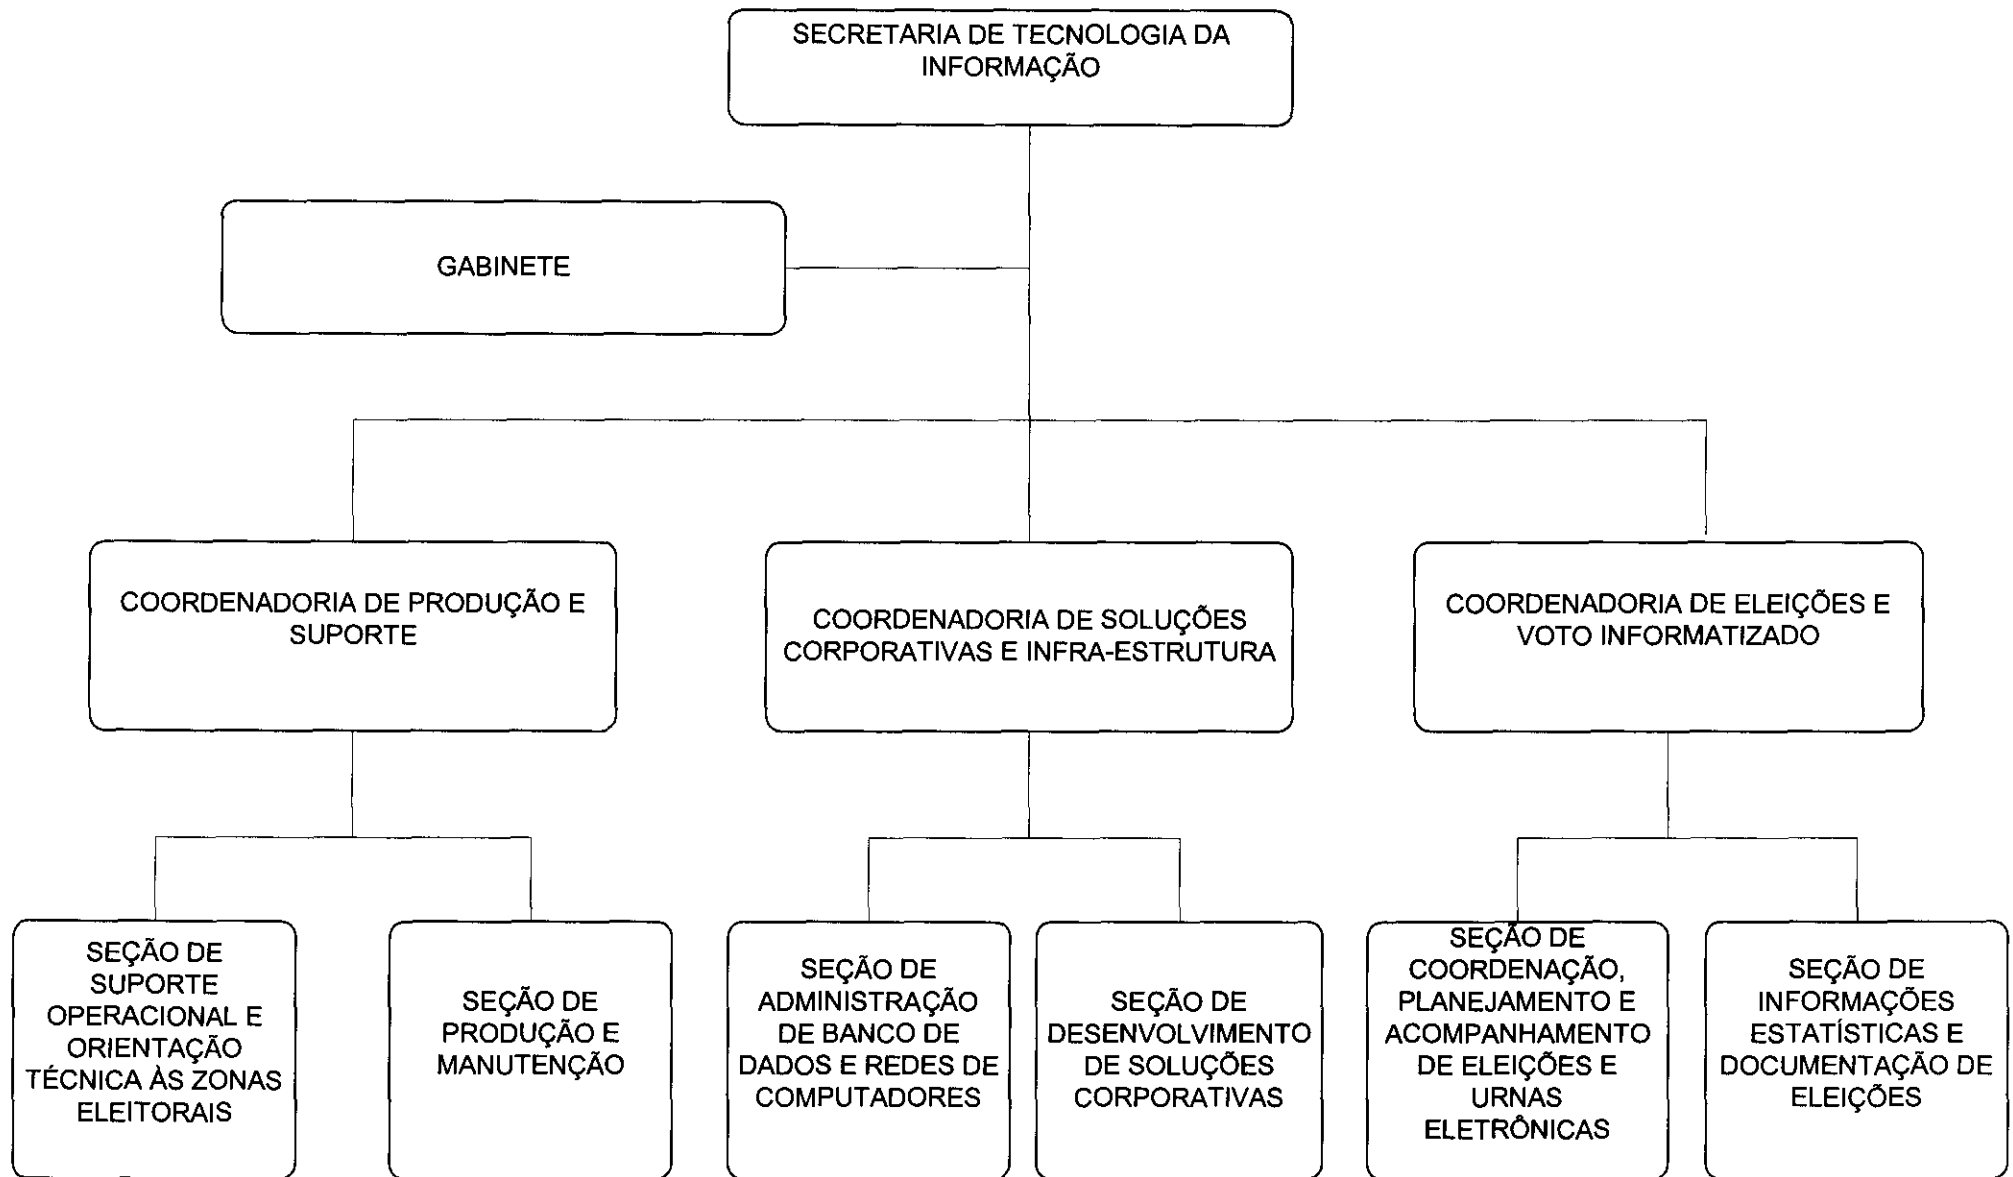 SECRETARIA DE TECNOLOGIA DA
INFORMAÇÃO
GABINETE
COORDENADORIA DE PRODUÇÃO E
SUPORTE
COORDENADORIA DE SOLUÇÕES
CORPORATIVAS E INFRA-ESTRUTURA
COORDENADORIA DE ELEIÇÕES E
VOTO INFORMATIZADO
SEÇÃO DE
SUPORTE
OPERACIONAL E
ORIENTAÇÃO
TÉCNICA ÀS ZONAS
ELEITORAIS
SEÇÃO DE
PRODUÇÃO E
MANUTENÇÃO
SEÇÃO DE
ADMINISTRAÇÃO
DE BANCO DE
DADOS E REDES DE
COMPUTADORES
SEÇÃO DE
DESENVOLVIMENTO
DE SOLUÇÕES
CORPORATIVAS
SEÇÃO DE
COORDENAÇÃO,
PLANEJAMENTO E
ACOMPANHAMENTO
DE ELEIÇÕES E
URNAS
ELETRÔNICAS
SEÇÃO DE
INFORMAÇÕES
ESTATÍSTICAS E
DOCUMENTAÇÃO DE
ELEIÇÕES